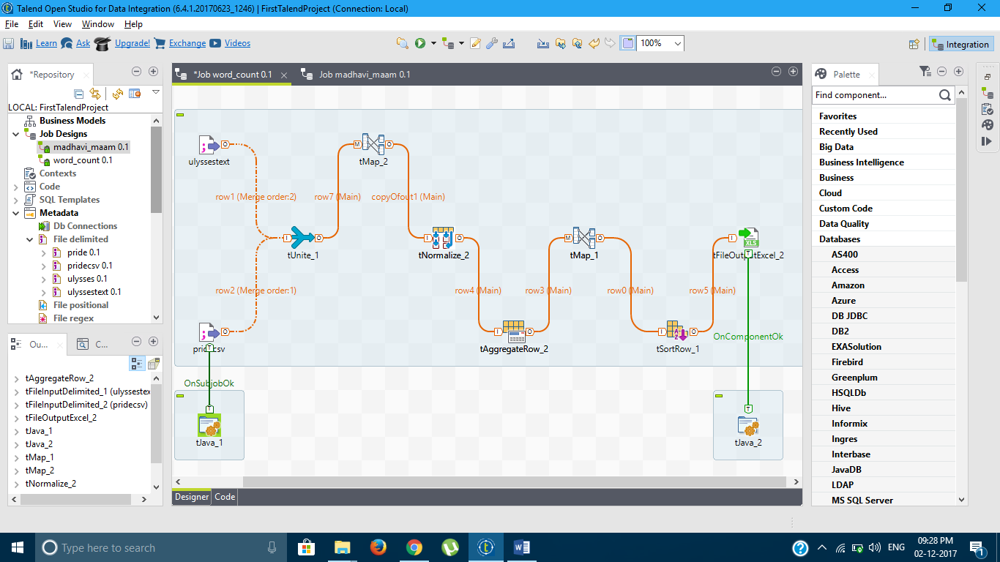 Talend Open Studio for Data Integration (6.4.1.20170623_1246) | FirstTalendProject (Connection: Local)
File Edit View Window Help
Learn Ask Upgrade! Exchange Videos 100% Integration
*Repository
LOCAL: FirstTalendProject
Business Models
Job Designs
madhavi_maam 0.1
word_count 0.1
Contexts
Code
SQL Templates
Metadata
Db Connections
File delimited
pride 0.1
pridecsv 0.1
ulysses 0.1
ulyssestext 0.1
File positional
File regex
Ou... C...
tAggregateRow_2
tFileInputDelimited_1 (ulysseste
tFileInputDelimited_2 (pridecsv)
tFileOutputExcel_2
tJava_1
tJava_2
tMap_1
tMap_2
tNormalize_2
*Job word_count 0.1 Job madhavi_maam 0.1
ulyssestext tMap_2
row1 (Merge order:2) row7 (Main) copyOfout1 (Main)
tUnite_1 tNormalize_2 tMap_1 tFileOutputExcel_2
row2 (Merge order:1) row4 (Main) row3 (Main) row0 (Main) row5 (Main)
OnComponentOk
pridecsv tAggregateRow_2 tSortRow_1
OnSubjobOk
tJava_1 tJava_2
Designer Code
Palette
Find component...
Favorites
Recently Used
Big Data
Business Intelligence
Business
Cloud
Custom Code
Data Quality
Databases
AS400
Access
Amazon
Azure
DB JDBC
DB2
EXASolution
Firebird
Greenplum
HSQLDb
Hive
Informix
Ingres
Interbase
JavaDB
LDAP
MS SQL Server
Type here to search
ENG
09:28 PM
02-12-2017
1